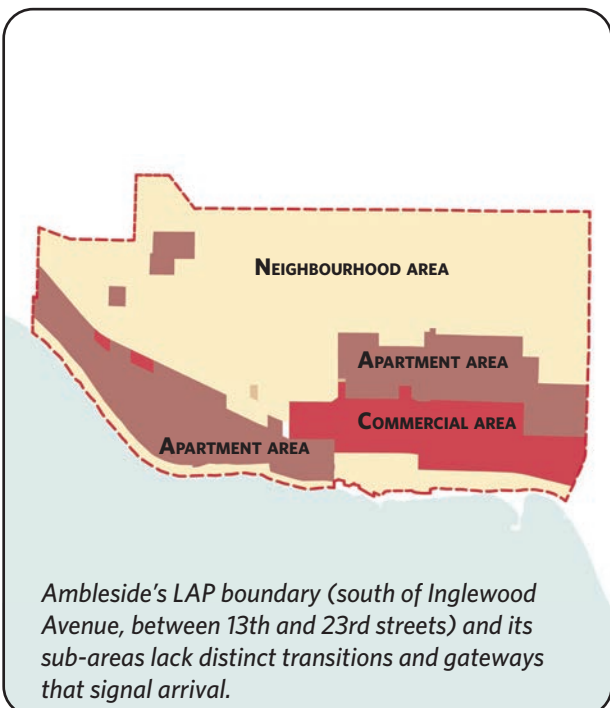 Neighbourhood area
Apartment area
Commercial area
Apartment area
Ambleside’s LAP boundary (south of Inglewood
Avenue, between 13th and 23rd streets) and its
sub-areas lack distinct transitions and gateways
that signal arrival.